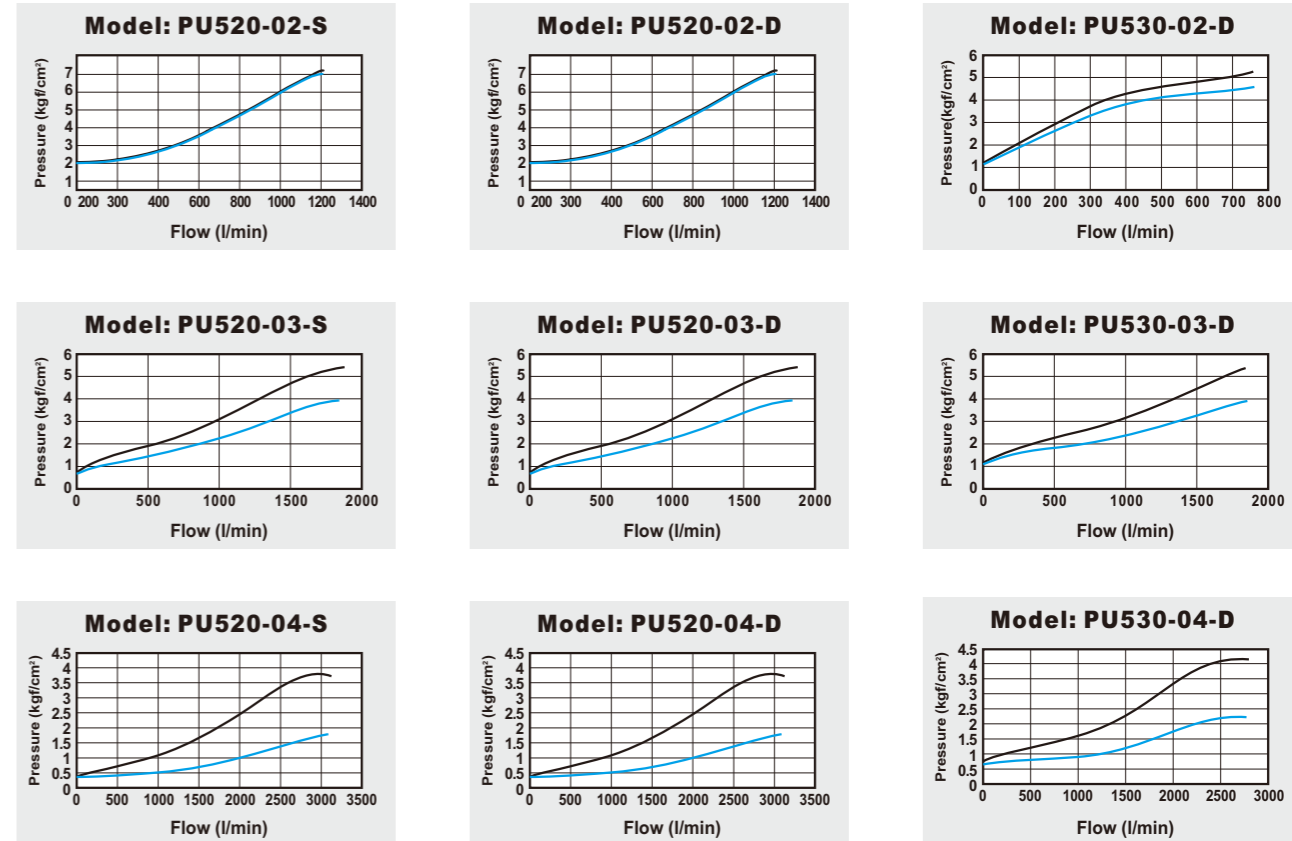 Model: PU520-02-S
Pressure (kgf/cm²)
7
6
5
4
3
2
1
0 200 300 400 600 800 1000 1200 1400
Flow (l/min)
Model: PU520-02-D
Pressure (kgf/cm²)
7
6
5
4
3
2
1
0 200 300 400 600 800 1000 1200 1400
Flow (l/min)
Model: PU530-02-D
Pressure(kgf/cm²)
6
5
4
3
2
1
0
0 100 200 300 400 500 600 700 800
Flow (l/min)
Model: PU520-03-S
Pressure (kgf/cm²)
6
5
4
3
2
1
0
0 500 1000 1500 2000
Flow (l/min)
Model: PU520-03-D
Pressure (kgf/cm²)
6
5
4
3
2
1
0
0 500 1000 1500 2000
Flow (l/min)
Model: PU530-03-D
Pressure (kgf/cm²)
6
5
4
3
2
1
0
0 500 1000 1500 2000
Flow (l/min)
Model: PU520-04-S
Pressure (kgf/cm²)
4.5
4
3.5
3
2.5
2
1.5
1
0.5
0
0 500 1000 1500 2000 2500 3000 3500
Flow (l/min)
Model: PU520-04-D
Pressure (kgf/cm²)
4.5
4
3.5
3
2.5
2
1.5
1
0.5
0
0 500 1000 1500 2000 2500 3000 3500
Flow (l/min)
Model: PU530-04-D
Pressure (kgf/cm²)
4.5
4
3.5
3
2.5
2
1.5
1
0.5
0
0 500 1000 1500 2000 2500 3000
Flow (l/min)